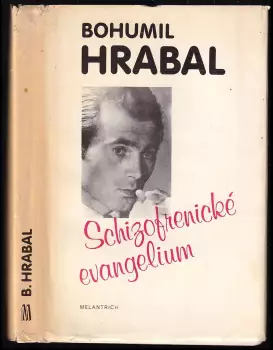 BOHUMIL
HRABAL
Schizofrenické
evangelium
MELANTRICH
B. HRABAL
M